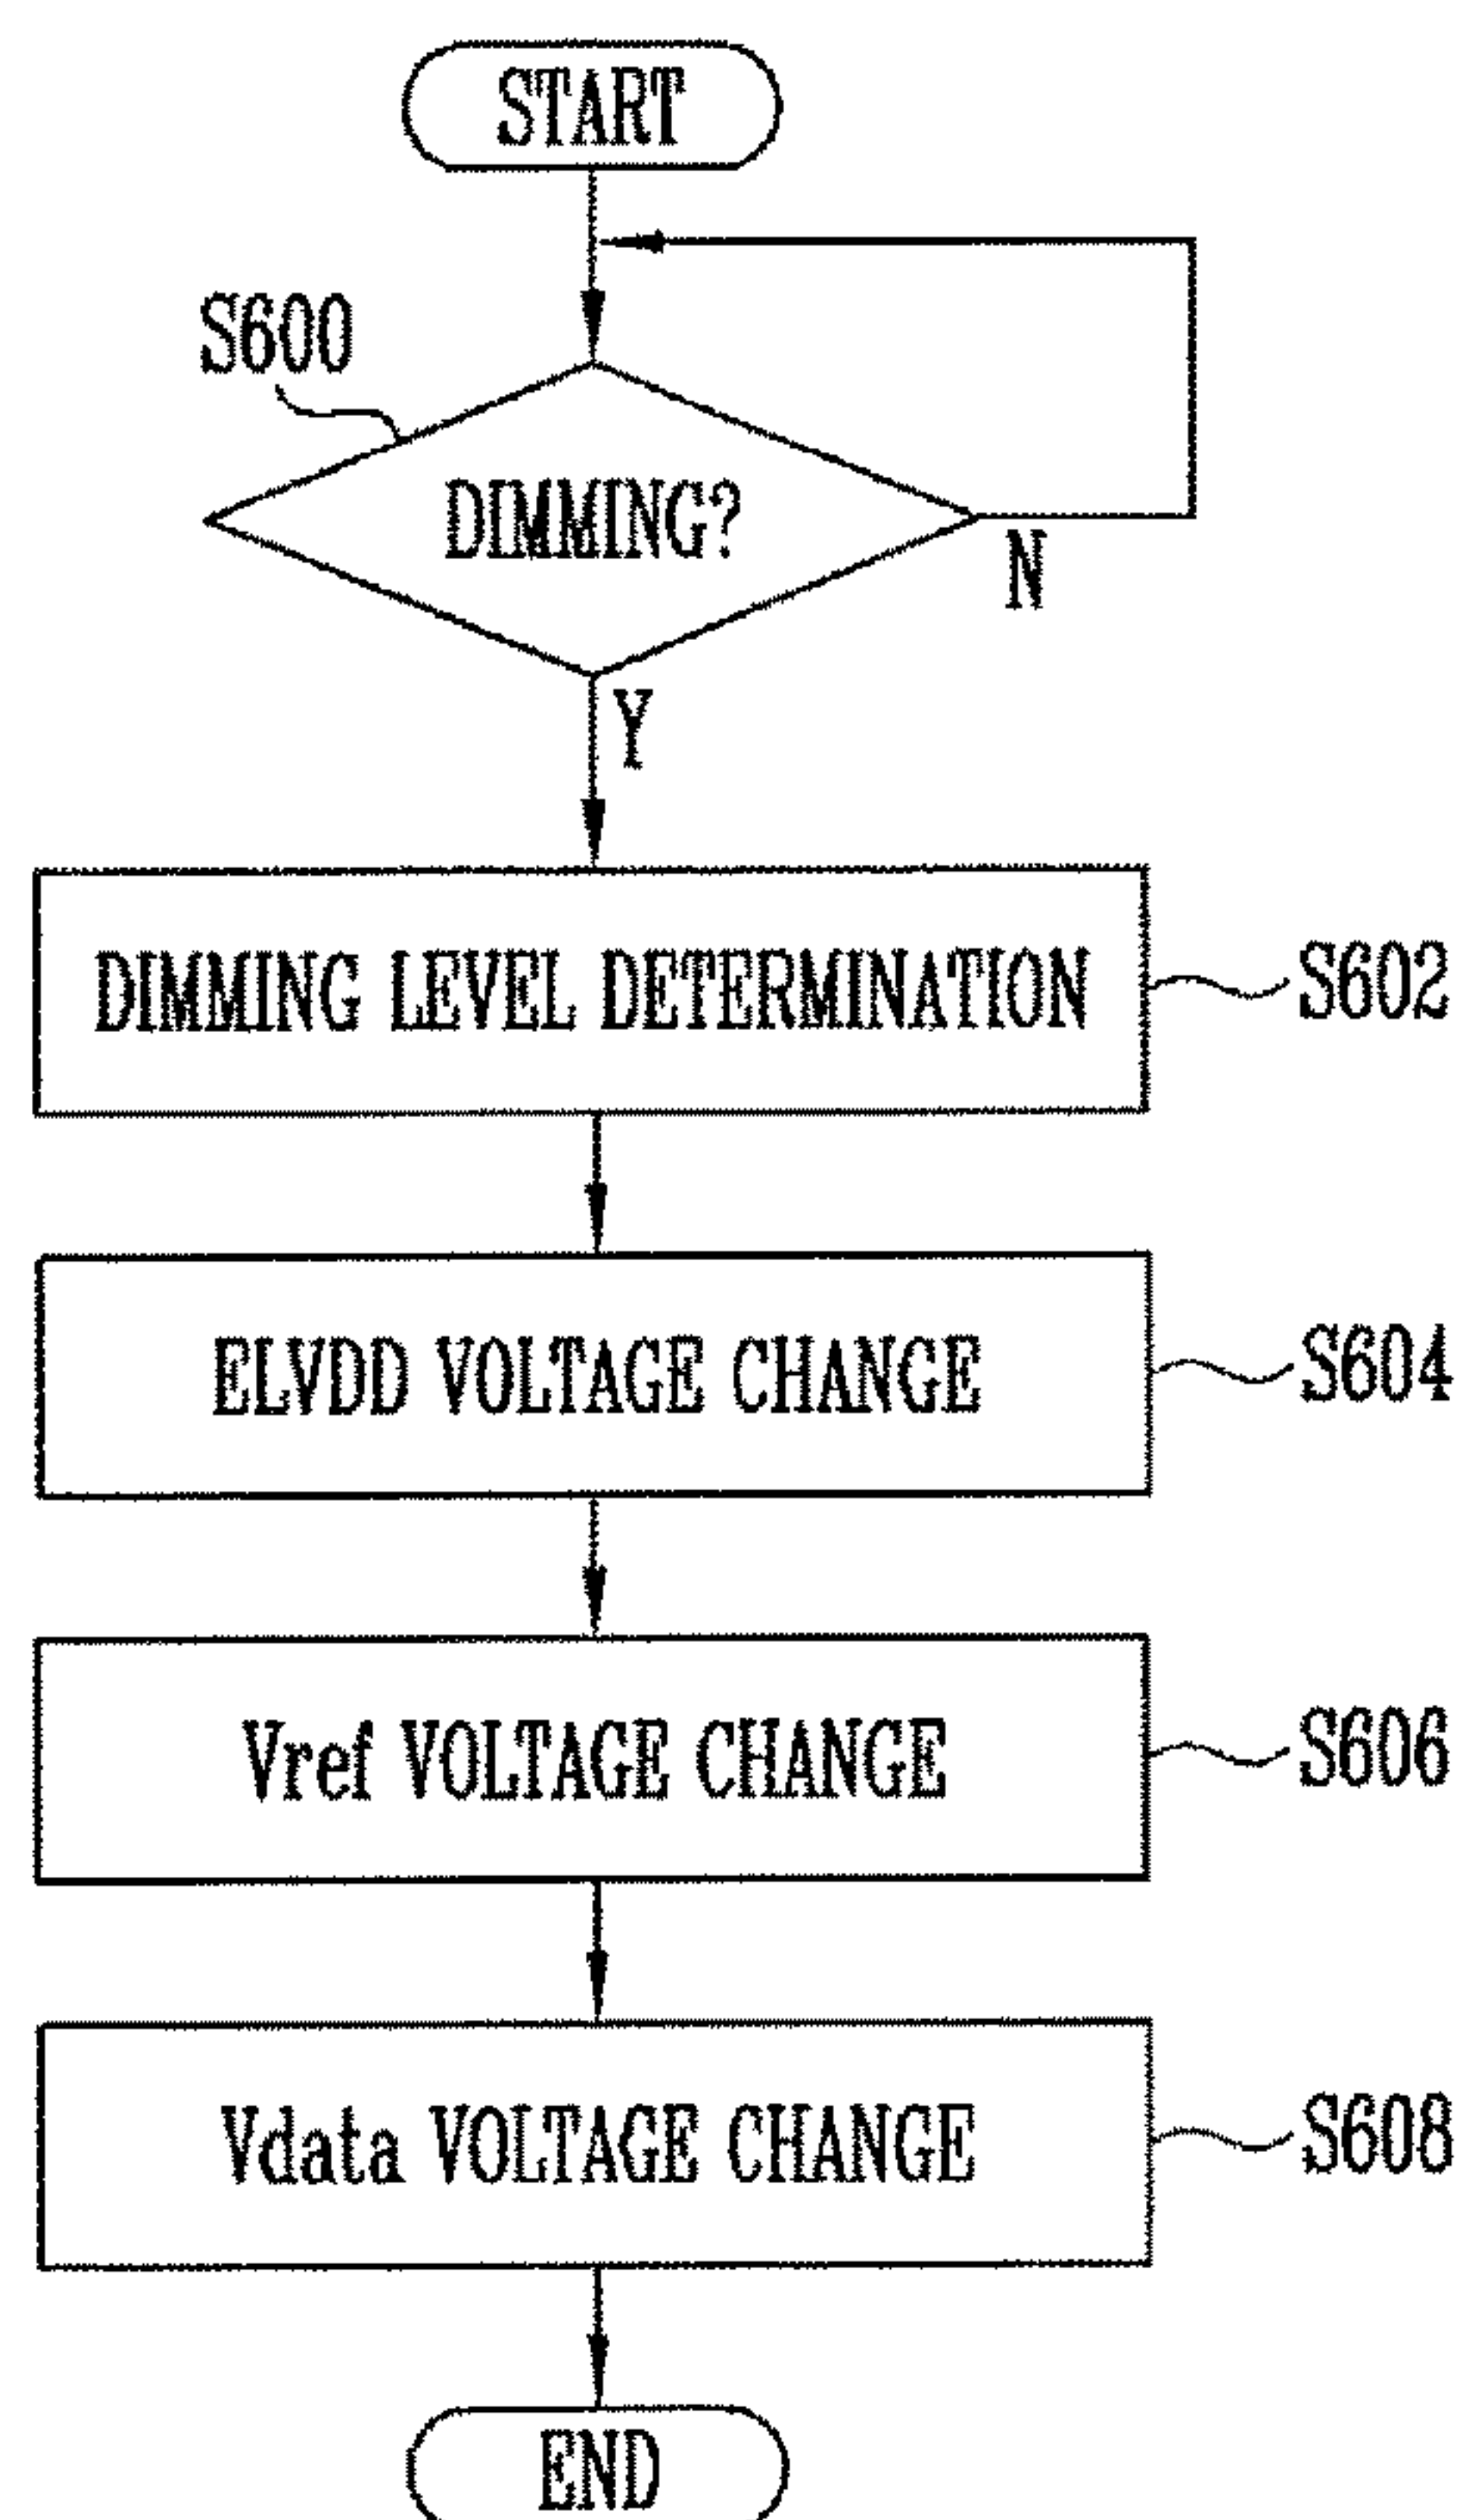 START
S600
DIMMING?
N
Y
DIMMING LEVEL DETERMINATION
S602
ELVDD VOLTAGE CHANGE
S604
Vref VOLTAGE CHANGE
S606
Vdata VOLTAGE CHANGE
S608
END